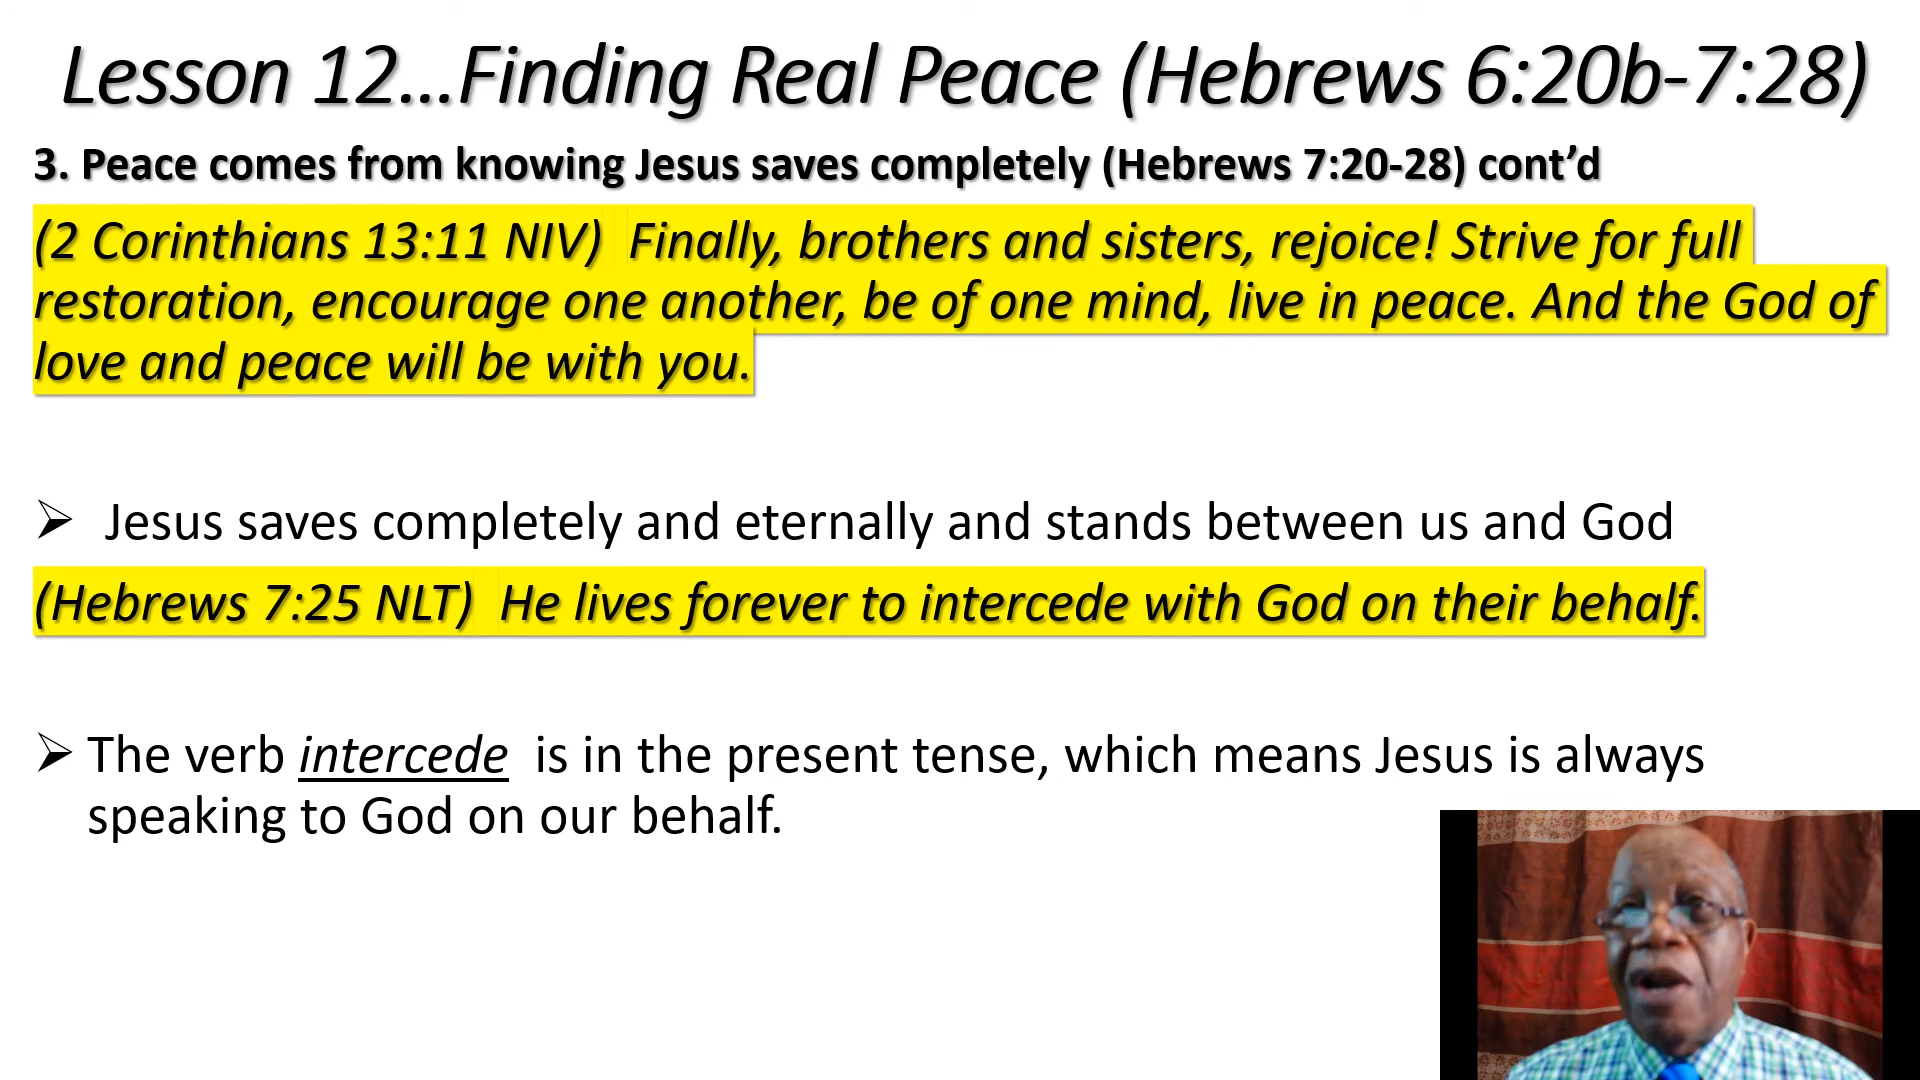 Lesson 12...Finding Real Peace (Hebrews 6:20b-7:28)
3. Peace comes from knowing Jesus saves completely (Hebrews 7:20-28) cont’d
(2 Corinthians 13:11 NIV) Finally, brothers and sisters, rejoice! Strive for full
restoration, encourage one another, be of one mind, live in peace. And the God of
love and peace will be with you.
➢ Jesus saves completely and eternally and stands between us and God
(Hebrews 7:25 NLT) He lives forever to intercede with God on their behalf.
➢ The verb intercede is in the present tense, which means Jesus is always
speaking to God on our behalf.